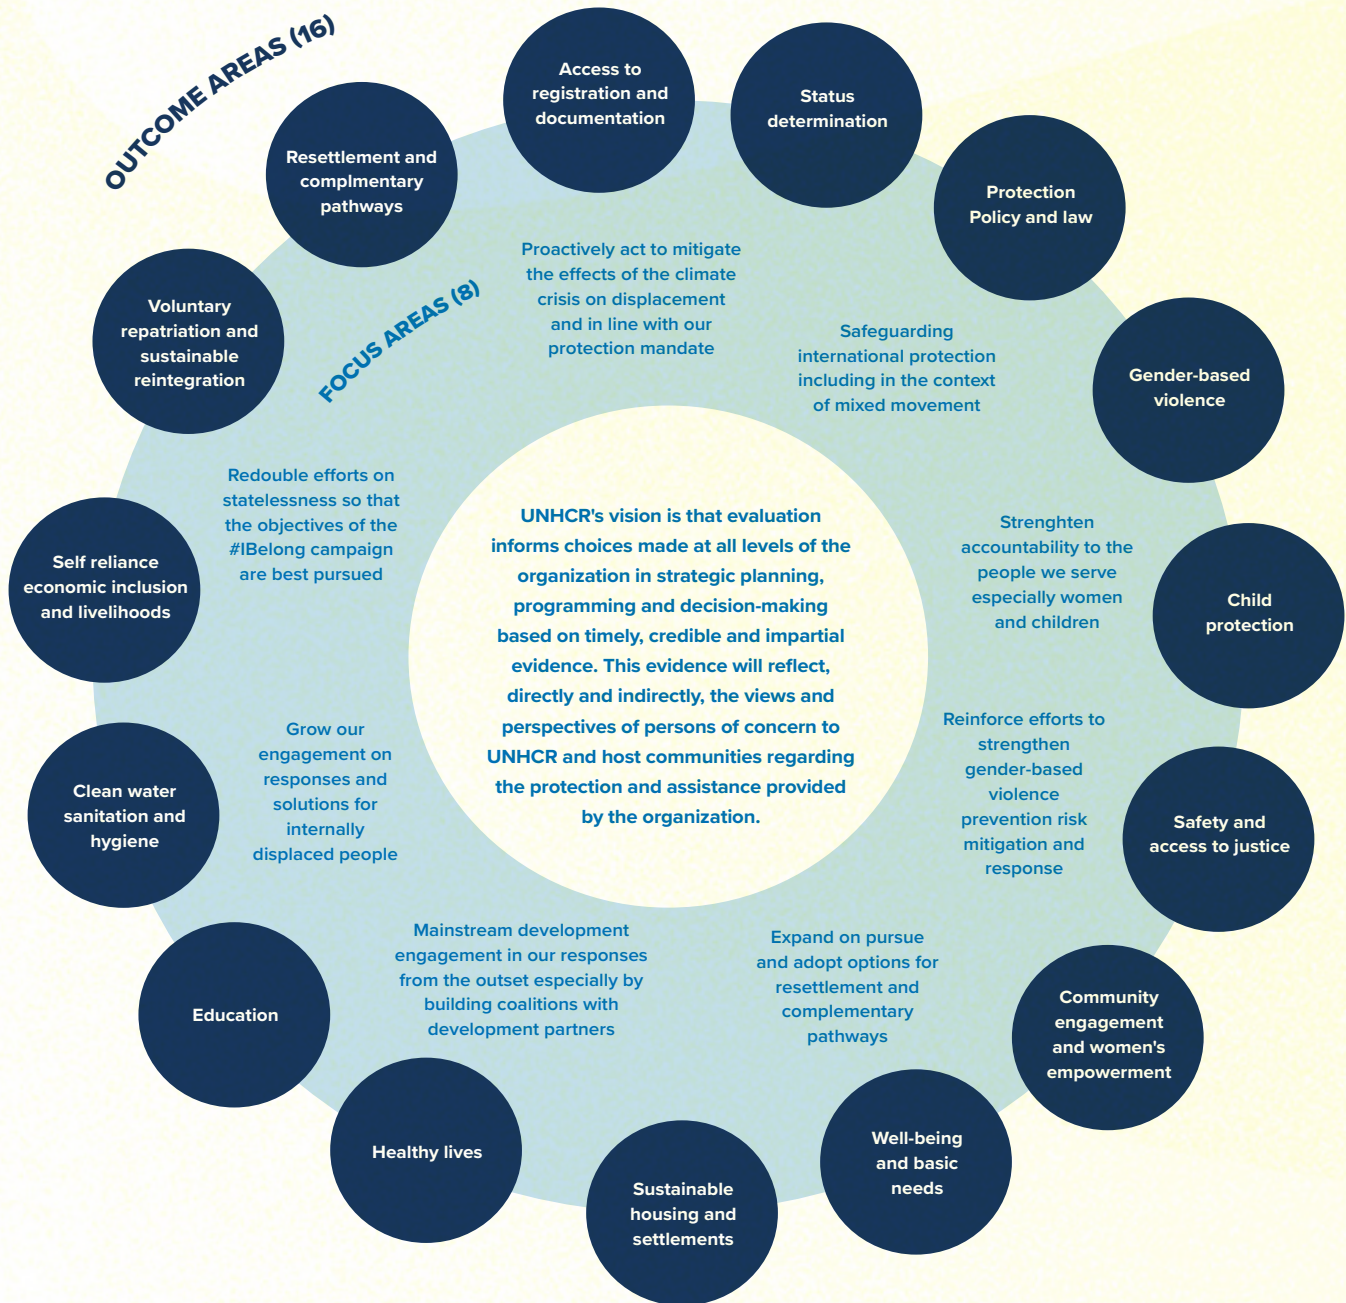 OUTCOME AREAS (16)
Access to
registration and
documentation
Status
determination
Protection
Policy and law
Gender-based
violence
Child
protection
Safety and
access to justice
Community
engagement
and women's
empowerment
Well-being
and basic
needs
Sustainable
housing and
settlements
Healthy lives
Education
Clean water
sanitation and
hygiene
Self reliance
economic inclusion
and livelihoods
Voluntary
repatriation and
sustainable
reintegration
Resettlement and
complmentary
pathways
FOCUS AREAS (8)
Proactively act to mitigate
the effects of the climate
crisis on displacement
and in line with our
protection mandate
Safeguarding
international protection
including in the context
of mixed movement
Strenghten
accountability to the
people we serve
especially women
and children
Reinforce efforts to
strengthen
gender-based
violence
prevention risk
mitigation and
response
Expand on pursue
and adopt options for
resettlement and
complementary
pathways
Mainstream development
engagement in our responses
from the outset especially by
building coalitions with
development partners
Grow our
engagement on
responses and
solutions for
internally
displaced people
Redouble efforts on
statelessness so that
the objectives of the
#IBelong campaign
are best pursued
UNHCR's vision is that evaluation
informs choices made at all levels of the
organization in strategic planning,
programming and decision-making
based on timely, credible and impartial
evidence. This evidence will reflect,
directly and indirectly, the views and
perspectives of persons of concern to
UNHCR and host communities regarding
the protection and assistance provided
by the organization.